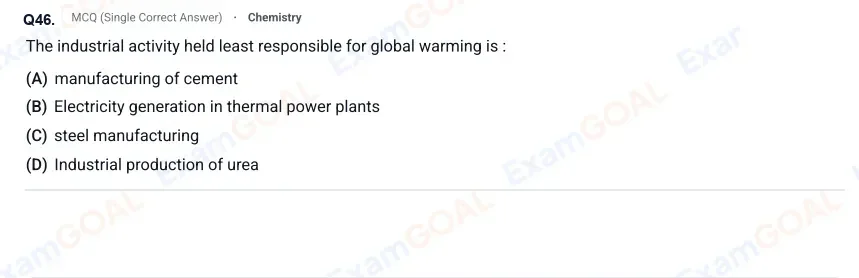 Q46. MCQ (Single Correct Answer) · Chemistry
The industrial activity held least responsible for global warming is :
(A) manufacturing of cement
(B) Electricity generation in thermal power plants
(C) steel manufacturing
(D) Industrial production of urea
ExamGOAL